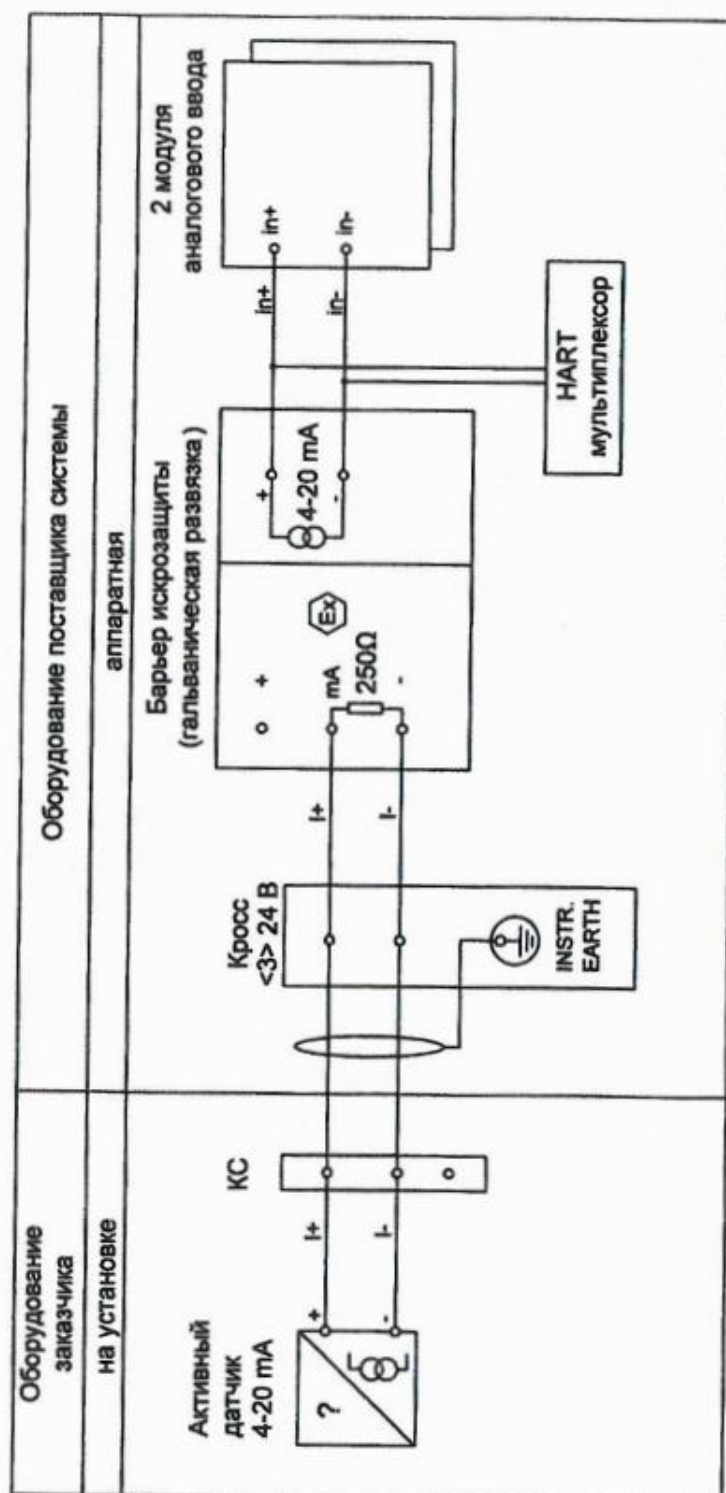 Оборудование
заказчика
Оборудование поставщика системы
на установке
аппаратная
Активный
датчик
4-20 mA
?
+
-
I+
I-
КС
Кросс
<3> 24 В
INSTR.
EARTH
I+
I-
Барьер искрозащиты
(гальваническая развязка )
+
mA
250Ω
-
Ex
+
4-20 mA
-
in+
in-
2 модуля
аналогового ввода
in+
in-
HART
мультиплексор